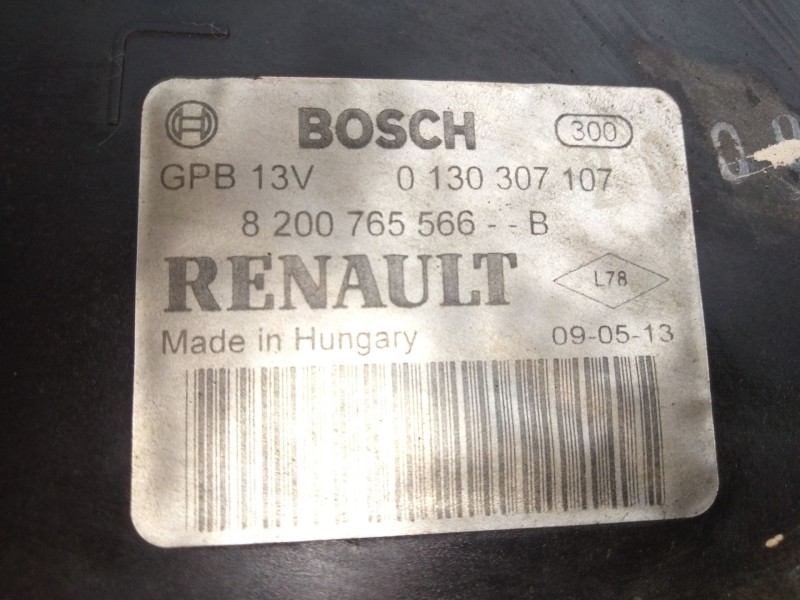 BOSCH 300
GPB 13V 0 130 307 107
8 200 765 566 - - B
RENAULT L78
Made in Hungary 09-05-13